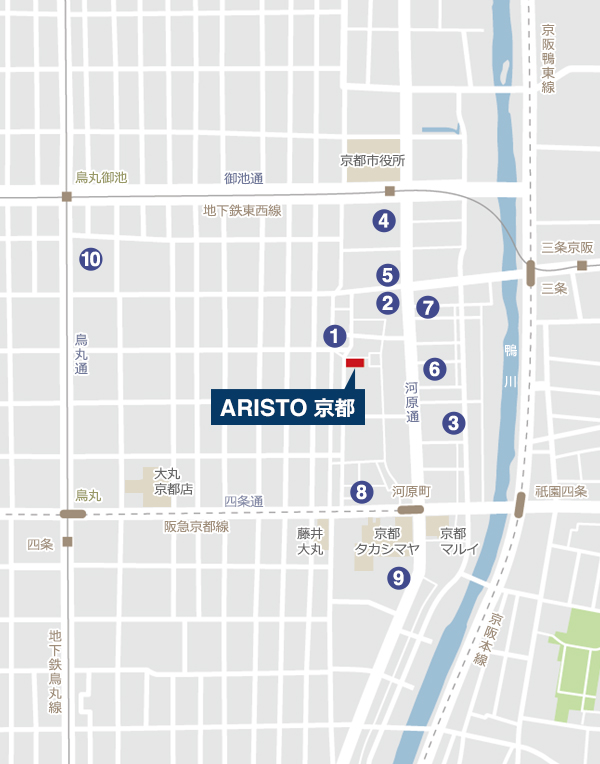 京阪鴨東線
京都市役所
烏丸御池
御池通
地下鉄東西線
4
三条京阪
10
5
三条
2
7
1
烏丸通
鴨川
6
河原通
ARISTO 京都
3
大丸
京都店
8
烏丸
四条通
河原町
祇園四条
阪急京都線
藤井
大丸
京都
タカシマヤ
京都
マルイ
四条
9
京阪本線
地下鉄烏丸線